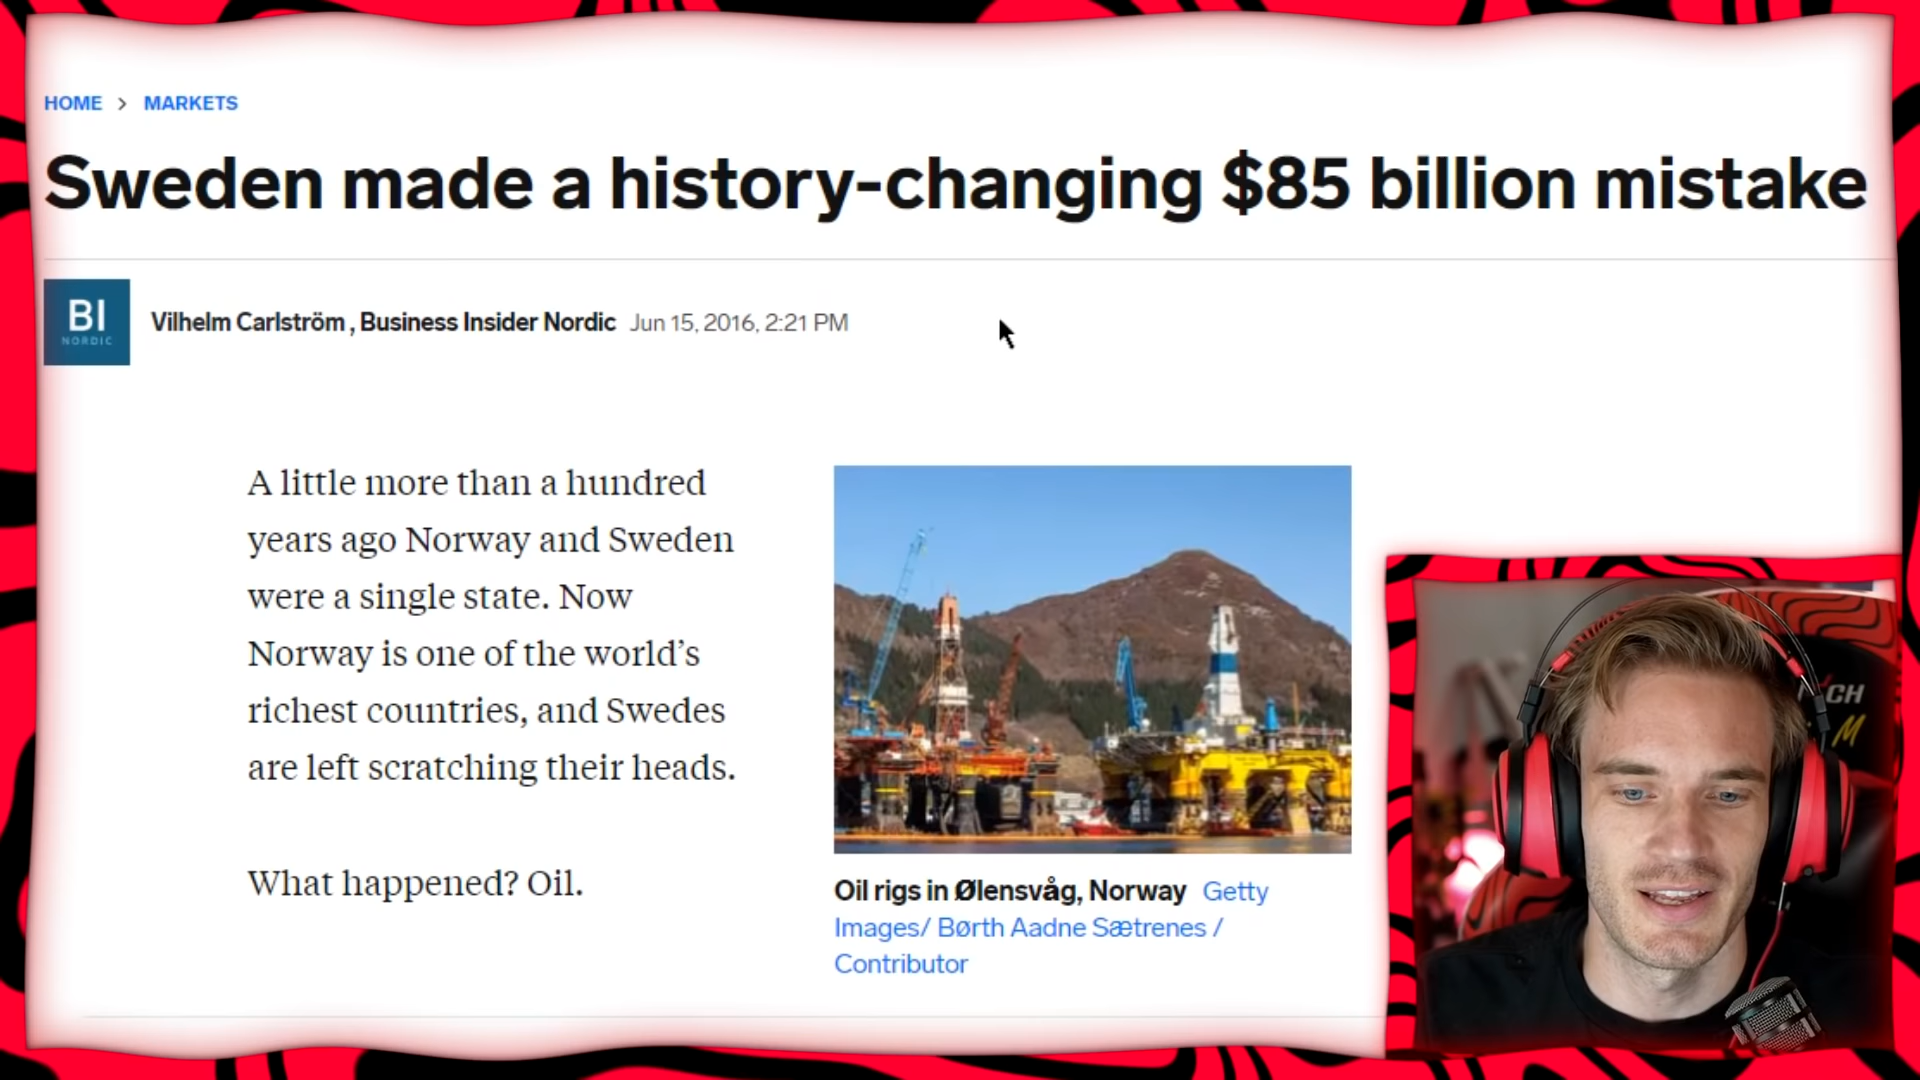 HOME > MARKETS
Sweden made a history-changing $85 billion mistake
BI
NORDIC
Vilhelm Carlström , Business Insider Nordic Jun 15, 2016, 2:21 PM
A little more than a hundred
years ago Norway and Sweden
were a single state. Now
Norway is one of the world’s
richest countries, and Swedes
are left scratching their heads.
What happened? Oil.
Oil rigs in Ølensvåg, Norway Getty
Images/ Børth Aadne Sætrenes /
Contributor
CH
M